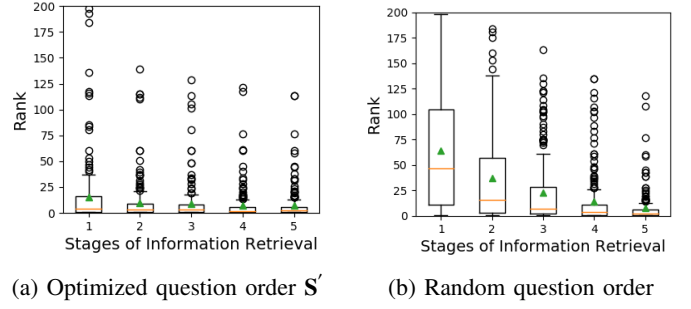 200
175
150
125
100
75
50
25
0
Rank
1 2 3 4 5
Stages of Information Retrieval
(a) Optimized question order S′
200
175
150
125
100
75
50
25
0
Rank
1 2 3 4 5
Stages of Information Retrieval
(b) Random question order